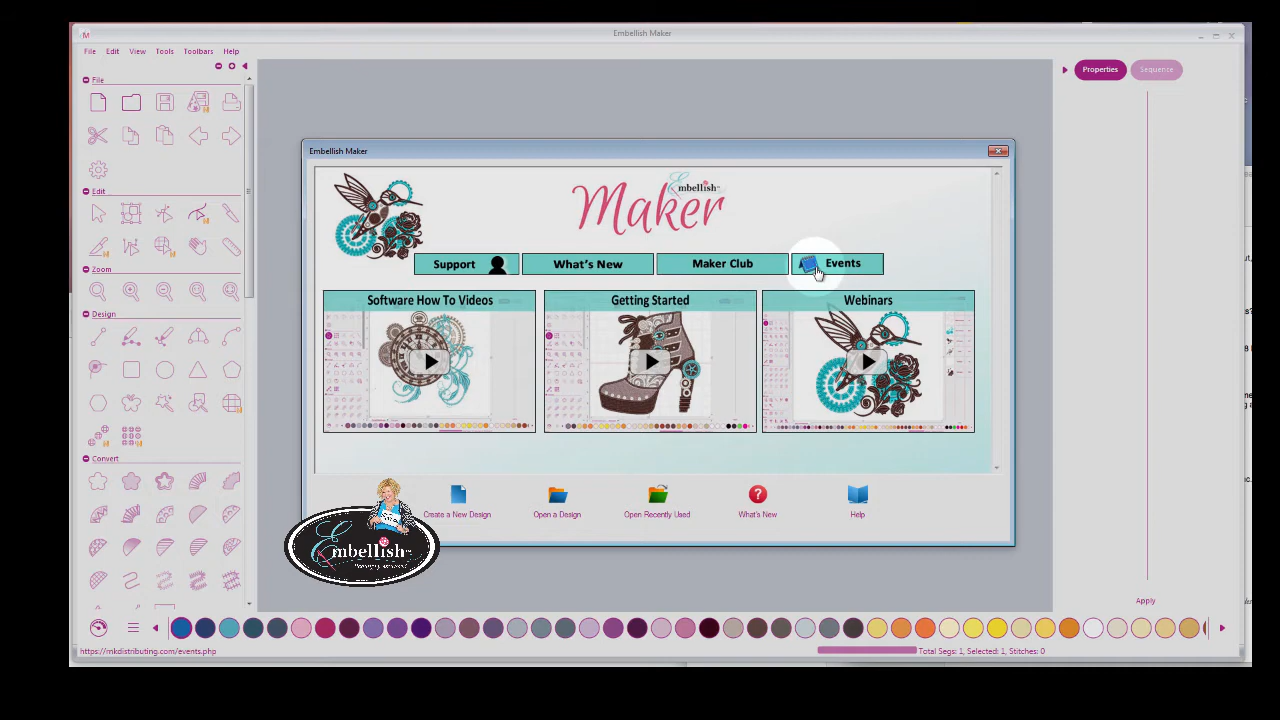 Embellish Maker
File Edit View Tools Toolbars Help
File
Properties
Sequence
Embellish Maker
Edit
Embellish™
Maker
Support
What's New
Maker Club
Events
Zoom
Software How To Videos
Getting Started
Webinars
Design
Convert
Create a New Design
Open a Design
Open Recently Used
What's New
Help
Embellish™
Apply
https://mkdistributing.com/events.php
Total Segs: 1, Selected: 1, Stitches: 0